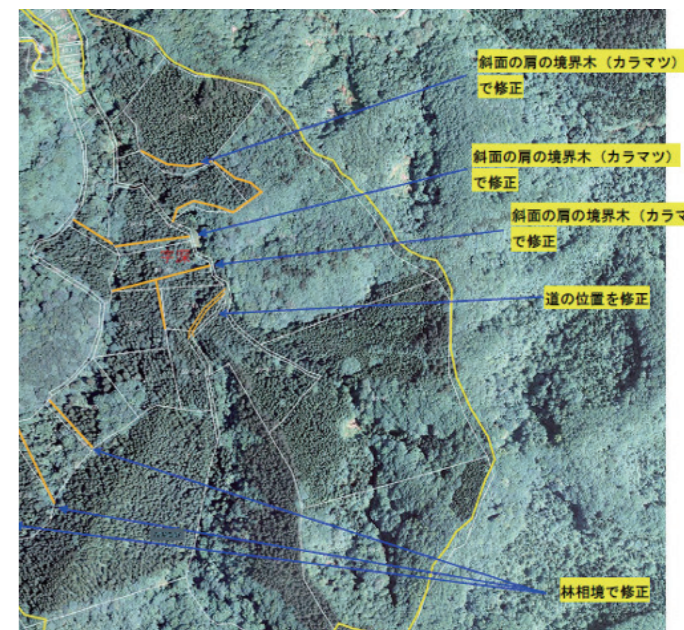 斜面の肩の境界木（カラマツ）
で修正
斜面の肩の境界木（カラマツ）
で修正
斜面の肩の境界木（カラマ
で修正
道の位置を修正
林相境で修正